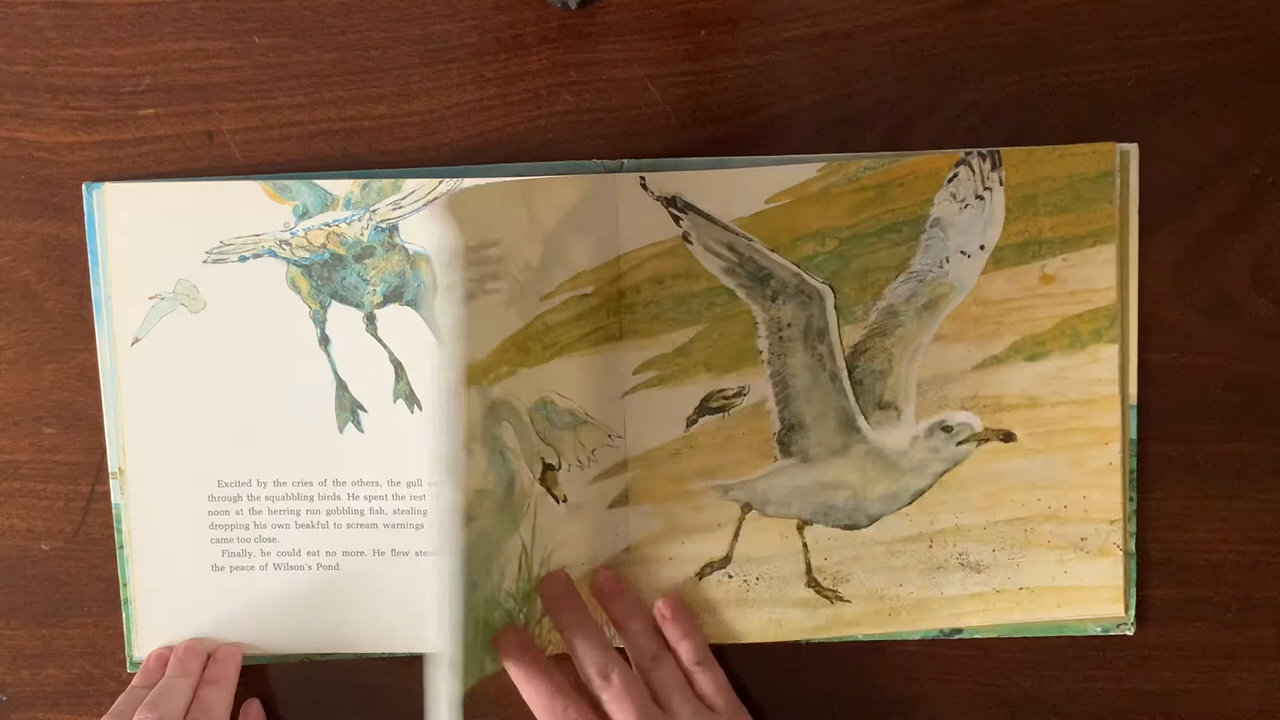 Excited by the cries of the others, the gull
through the squabbling birds. He spent the rest
noon at the herring run gobbling fish, stealing
dropping his own beakful to scream warnings
came too close.
Finally, he could eat no more. He flew
the peace of Wilson's Pond.